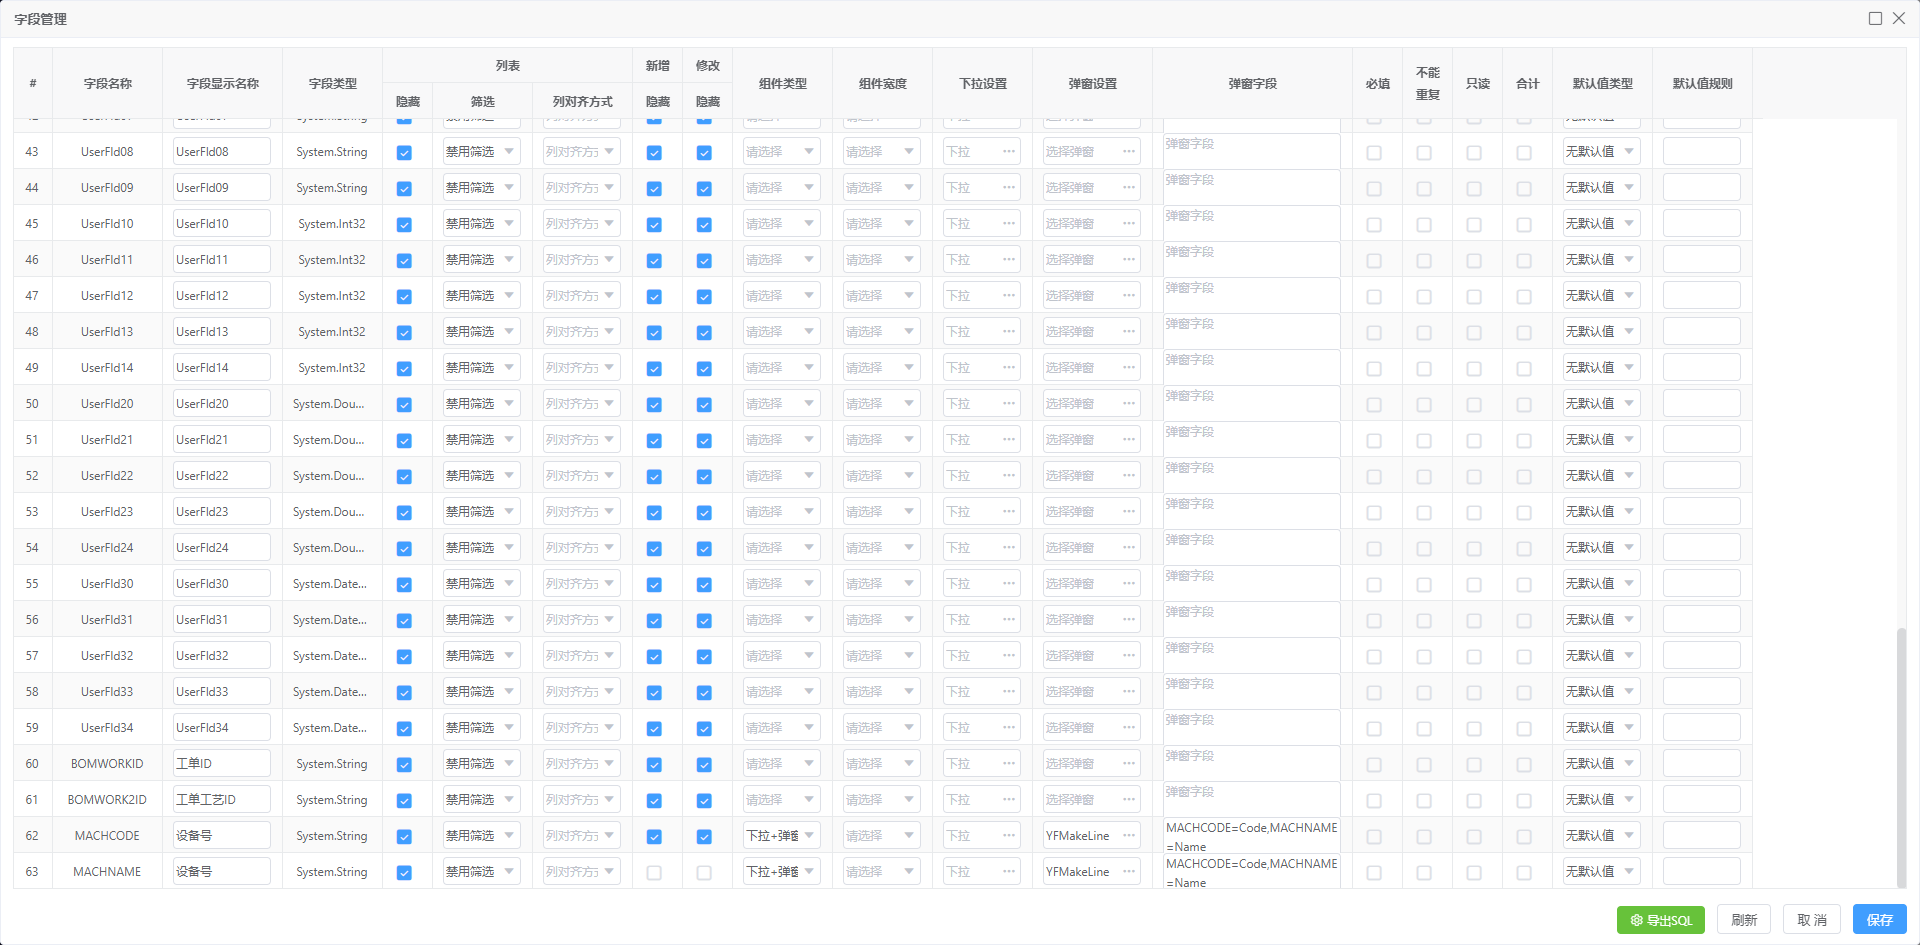 字段管理
# 字段名称 字段显示名称 字段类型 列表 新增 修改 组件类型 组件宽度 下拉设置 弹窗设置 弹窗字段 必填 不能重复 只读 合计 默认值类型 默认值规则
隐藏 筛选 列对齐方式 隐藏 隐藏
43 UserFld08 UserFld08 System.String 禁用筛选 列对齐方式 请选择 请选择 下拉 选择弹窗 弹窗字段 无默认值
44 UserFld09 UserFld09 System.String 禁用筛选 列对齐方式 请选择 请选择 下拉 选择弹窗 弹窗字段 无默认值
45 UserFld10 UserFld10 System.Int32 禁用筛选 列对齐方式 请选择 请选择 下拉 选择弹窗 弹窗字段 无默认值
46 UserFld11 UserFld11 System.Int32 禁用筛选 列对齐方式 请选择 请选择 下拉 选择弹窗 弹窗字段 无默认值
47 UserFld12 UserFld12 System.Int32 禁用筛选 列对齐方式 请选择 请选择 下拉 选择弹窗 弹窗字段 无默认值
48 UserFld13 UserFld13 System.Int32 禁用筛选 列对齐方式 请选择 请选择 下拉 选择弹窗 弹窗字段 无默认值
49 UserFld14 UserFld14 System.Int32 禁用筛选 列对齐方式 请选择 请选择 下拉 选择弹窗 弹窗字段 无默认值
50 UserFld20 UserFld20 System.Dou... 禁用筛选 列对齐方式 请选择 请选择 下拉 选择弹窗 弹窗字段 无默认值
51 UserFld21 UserFld21 System.Dou... 禁用筛选 列对齐方式 请选择 请选择 下拉 选择弹窗 弹窗字段 无默认值
52 UserFld22 UserFld22 System.Dou... 禁用筛选 列对齐方式 请选择 请选择 下拉 选择弹窗 弹窗字段 无默认值
53 UserFld23 UserFld23 System.Dou... 禁用筛选 列对齐方式 请选择 请选择 下拉 选择弹窗 弹窗字段 无默认值
54 UserFld24 UserFld24 System.Dou... 禁用筛选 列对齐方式 请选择 请选择 下拉 选择弹窗 弹窗字段 无默认值
55 UserFld30 UserFld30 System.Date... 禁用筛选 列对齐方式 请选择 请选择 下拉 选择弹窗 弹窗字段 无默认值
56 UserFld31 UserFld31 System.Date... 禁用筛选 列对齐方式 请选择 请选择 下拉 选择弹窗 弹窗字段 无默认值
57 UserFld32 UserFld32 System.Date... 禁用筛选 列对齐方式 请选择 请选择 下拉 选择弹窗 弹窗字段 无默认值
58 UserFld33 UserFld33 System.Date... 禁用筛选 列对齐方式 请选择 请选择 下拉 选择弹窗 弹窗字段 无默认值
59 UserFld34 UserFld34 System.Date... 禁用筛选 列对齐方式 请选择 请选择 下拉 选择弹窗 弹窗字段 无默认值
60 BOMWORKID 工单ID System.String 禁用筛选 列对齐方式 请选择 请选择 下拉 选择弹窗 弹窗字段 无默认值
61 BOMWORK2ID 工单工艺ID System.String 禁用筛选 列对齐方式 请选择 请选择 下拉 选择弹窗 弹窗字段 无默认值
62 MACHCODE 设备号 System.String 禁用筛选 列对齐方式 下拉+弹窗 请选择 下拉 YFMakeLine MACHCODE=Code,MACHNAME
=Name 无默认值
63 MACHNAME 设备号 System.String 禁用筛选 列对齐方式 下拉+弹窗 请选择 下拉 YFMakeLine MACHCODE=Code,MACHNAME
=Name 无默认值
导出SQL 刷新 取 消 保存